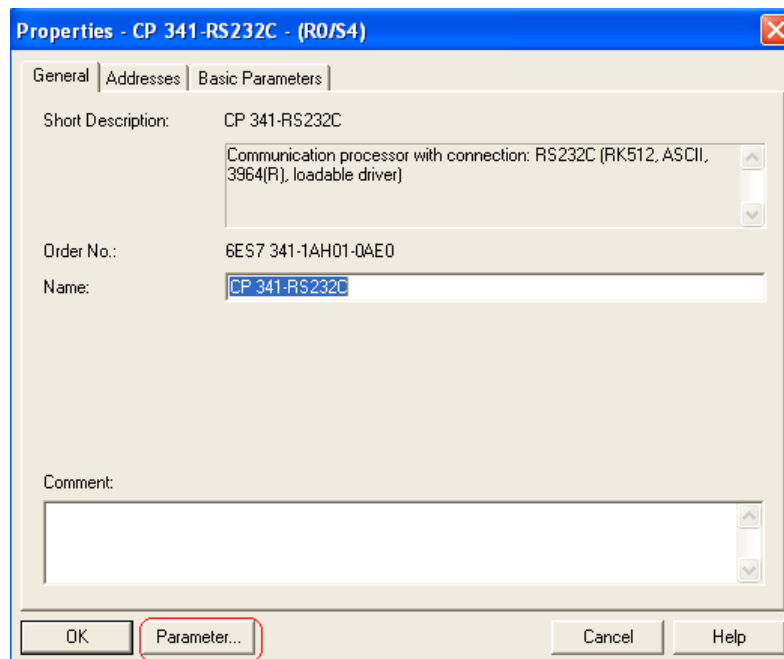 Properties - CP 341-RS232C - (R0/S4)
General Addresses Basic Parameters
Short Description: CP 341-RS232C
Communication processor with connection: RS232C (RK512, ASCII,
3964(R), loadable driver)
Order No.: 6ES7 341-1AH01-0AE0
Name: CP 341-RS232C
Comment:
OK Parameter... Cancel Help